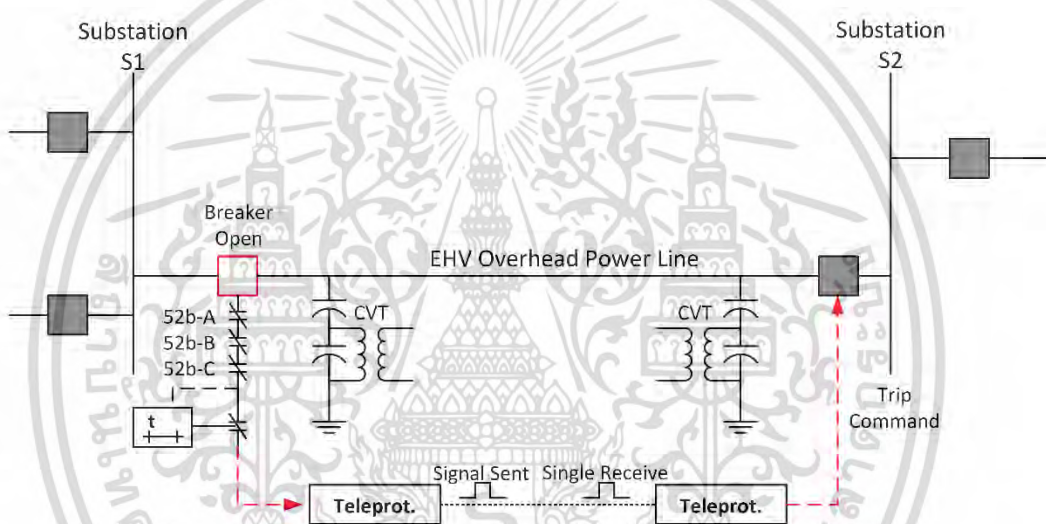 Substation
S1
Substation
S2
Breaker
Open
EHV Overhead Power Line
52b-A
52b-B
52b-C
CVT
CVT
t
Trip
Command
Signal Sent
Single Receive
Teleprot.
Teleprot.